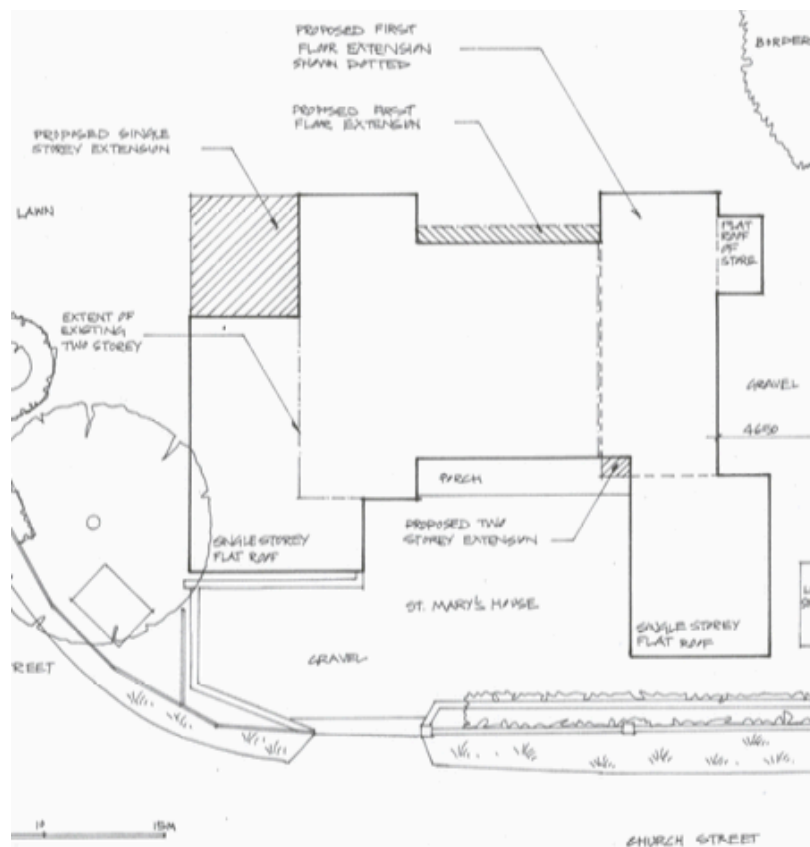 PROPOSED FIRST
FLOOR EXTENSION
SHOWN DOTTED
BORDER
PROPOSED FIRST
FLOOR EXTENSION
PROPOSED SINGLE
STOREY EXTENSION
LAWN
FLAT
ROOF
OF
STORE
EXTENT OF
EXISTING
TWO STOREY
GRAVEL
4650
PORCH
PROPOSED TWO
STOREY EXTENSION
SINGLE STOREY
FLAT ROOF
ST. MARY'S HOUSE
SINGLE STOREY
FLAT ROOF
GRAVEL
REET
10
15M
CHURCH STREET